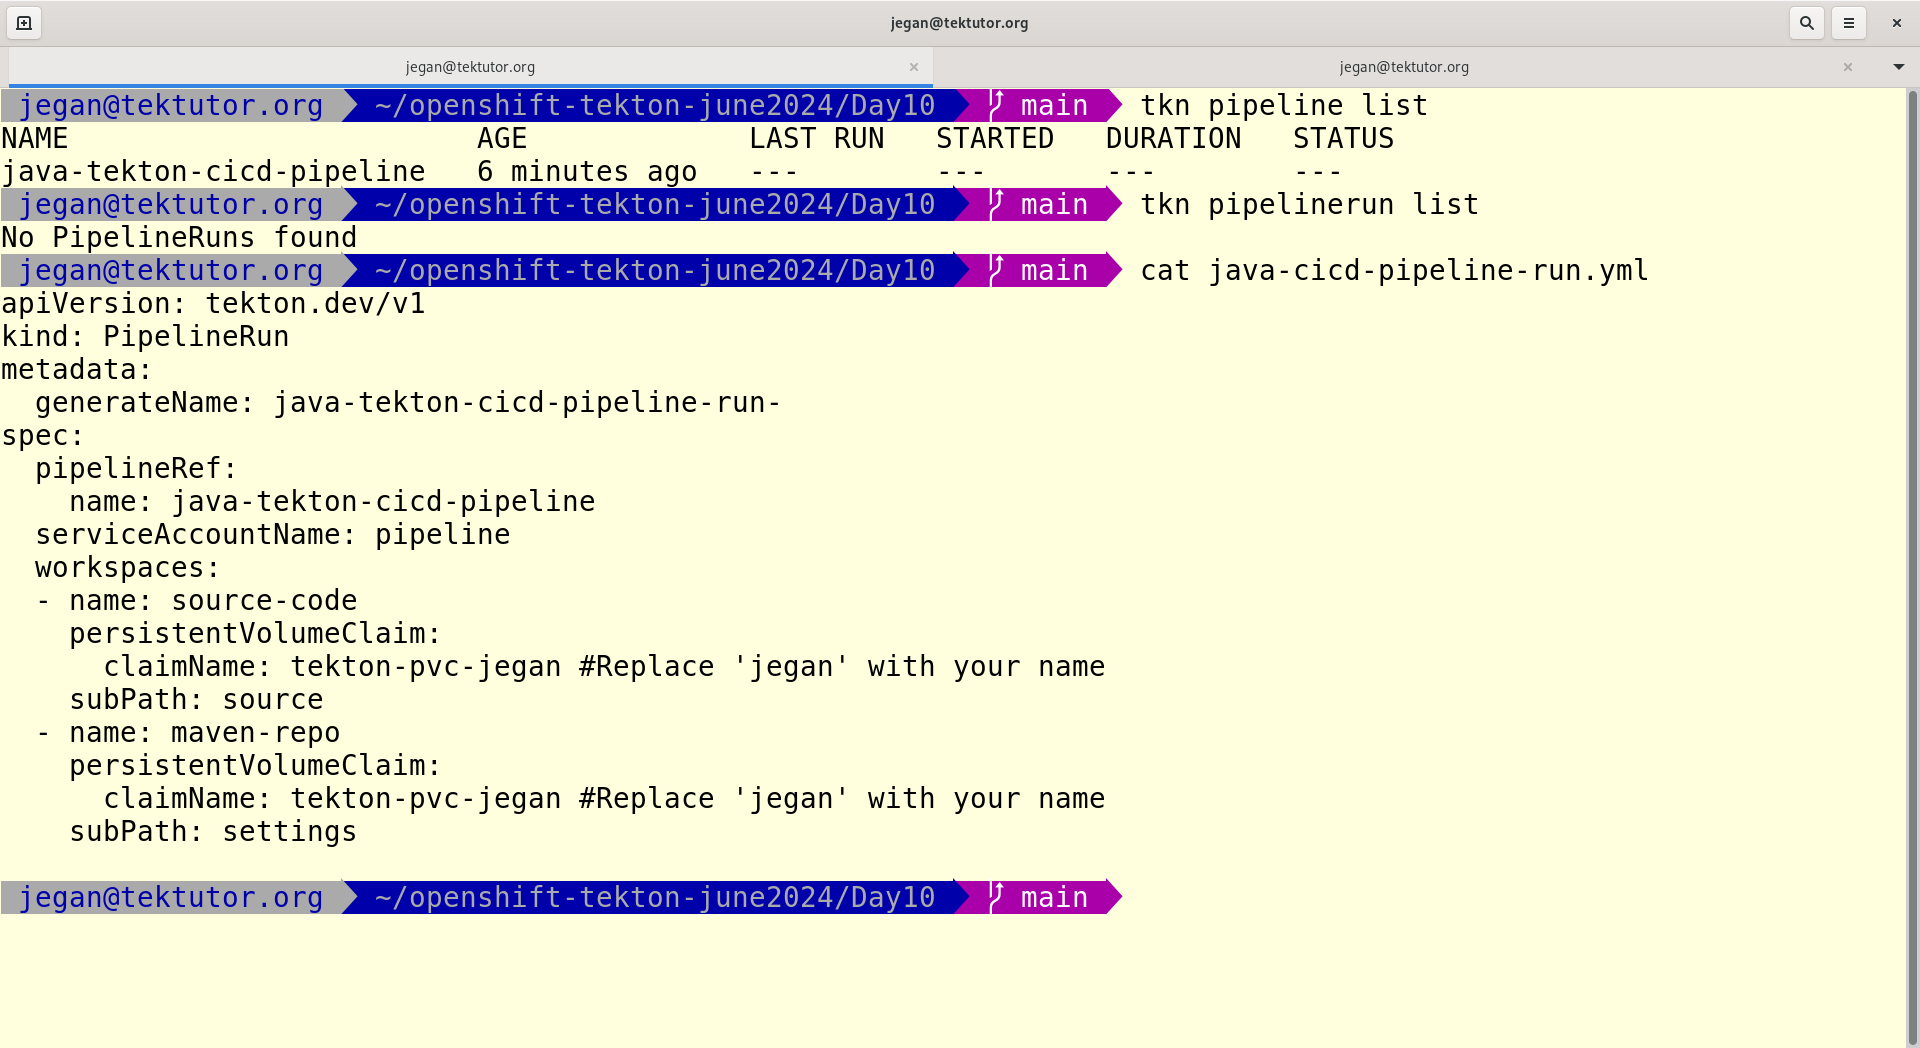 jegan@tektutor.org
jegan@tektutor.org
jegan@tektutor.org
jegan@tektutor.org ~/openshift-tekton-june2024/Day10 main tkn pipeline list
NAME AGE LAST RUN STARTED DURATION STATUS
java-tekton-cicd-pipeline 6 minutes ago --- --- --- ---
jegan@tektutor.org ~/openshift-tekton-june2024/Day10 main tkn pipelinerun list
No PipelineRuns found
jegan@tektutor.org ~/openshift-tekton-june2024/Day10 main cat java-cicd-pipeline-run.yml
apiVersion: tekton.dev/v1
kind: PipelineRun
metadata:
  generateName: java-tekton-cicd-pipeline-run-
spec:
  pipelineRef:
    name: java-tekton-cicd-pipeline
  serviceAccountName: pipeline
  workspaces:
  - name: source-code
    persistentVolumeClaim:
      claimName: tekton-pvc-jegan #Replace 'jegan' with your name
    subPath: source
  - name: maven-repo
    persistentVolumeClaim:
      claimName: tekton-pvc-jegan #Replace 'jegan' with your name
    subPath: settings
jegan@tektutor.org ~/openshift-tekton-june2024/Day10 main